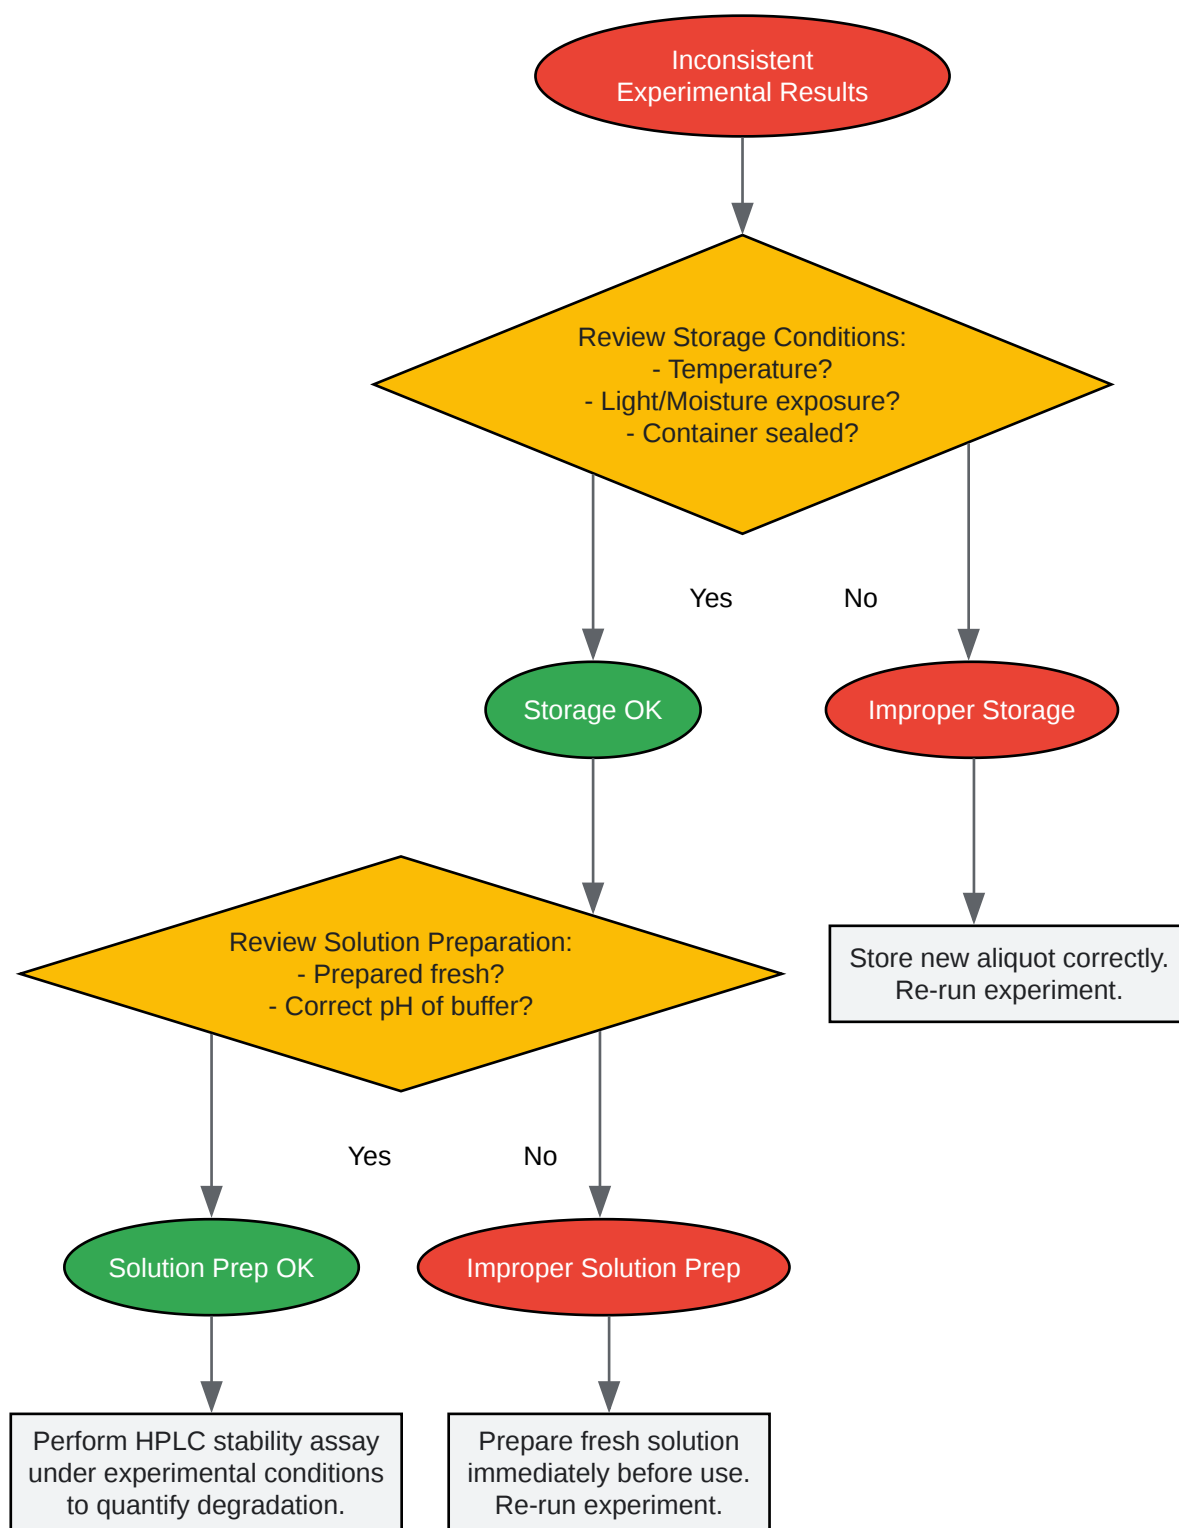 Inconsistent
Experimental Results
Review Storage Conditions:
- Temperature?
- Light/Moisture exposure?
- Container sealed?
Yes
No
Storage OK
Improper Storage
Review Solution Preparation:
- Prepared fresh?
- Correct pH of buffer?
Store new aliquot correctly.
Re-run experiment.
Yes
No
Solution Prep OK
Improper Solution Prep
Perform HPLC stability assay
under experimental conditions
to quantify degradation.
Prepare fresh solution
immediately before use.
Re-run experiment.